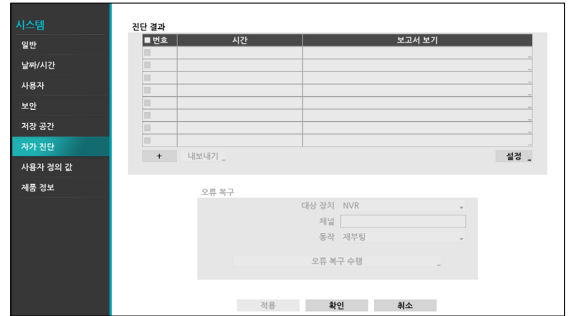 시스템
일반
날짜/시간
사용자
보안
저장 공간
자가 진단
사용자 정의 값
제품 정보
진단 결과
번호 시간 보고서 보기
+ 내보내기 설정
오류 복구
대상 장치 NVR
채널
동작 재부팅
오류 복구 수행
적용 확인 취소